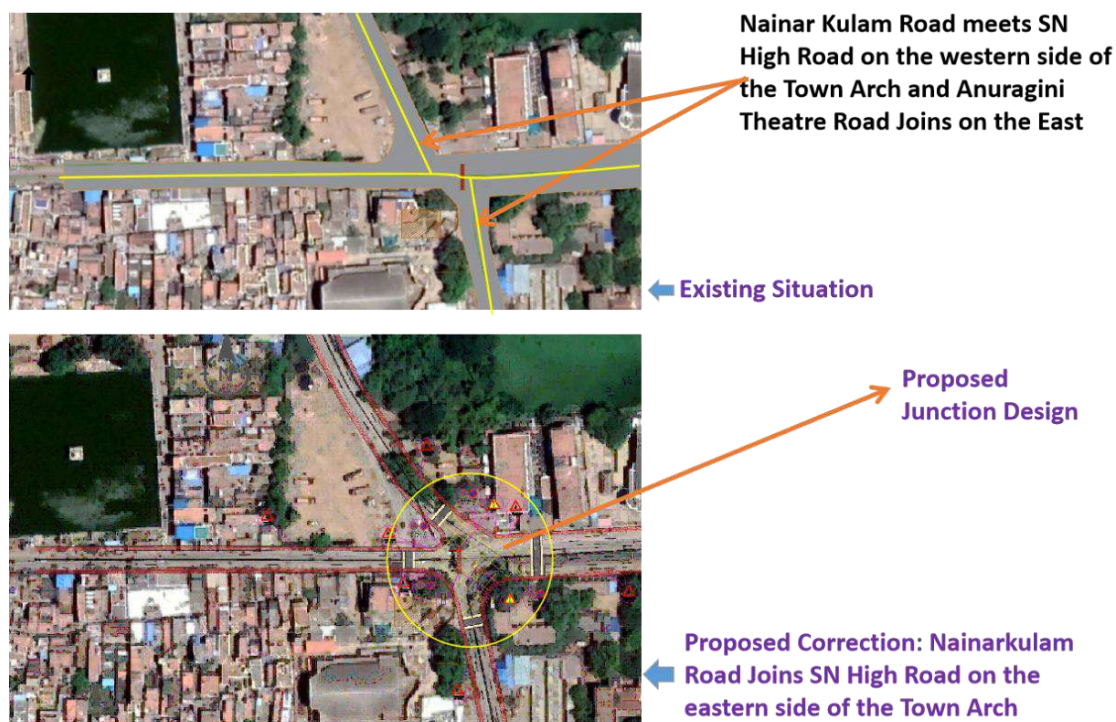 Nainar Kulam Road meets SN
High Road on the western side of
the Town Arch and Anuragini
Theatre Road Joins on the East
Existing Situation
Proposed
Junction Design
Proposed Correction: Nainarkulam
Road Joins SN High Road on the
eastern side of the Town Arch